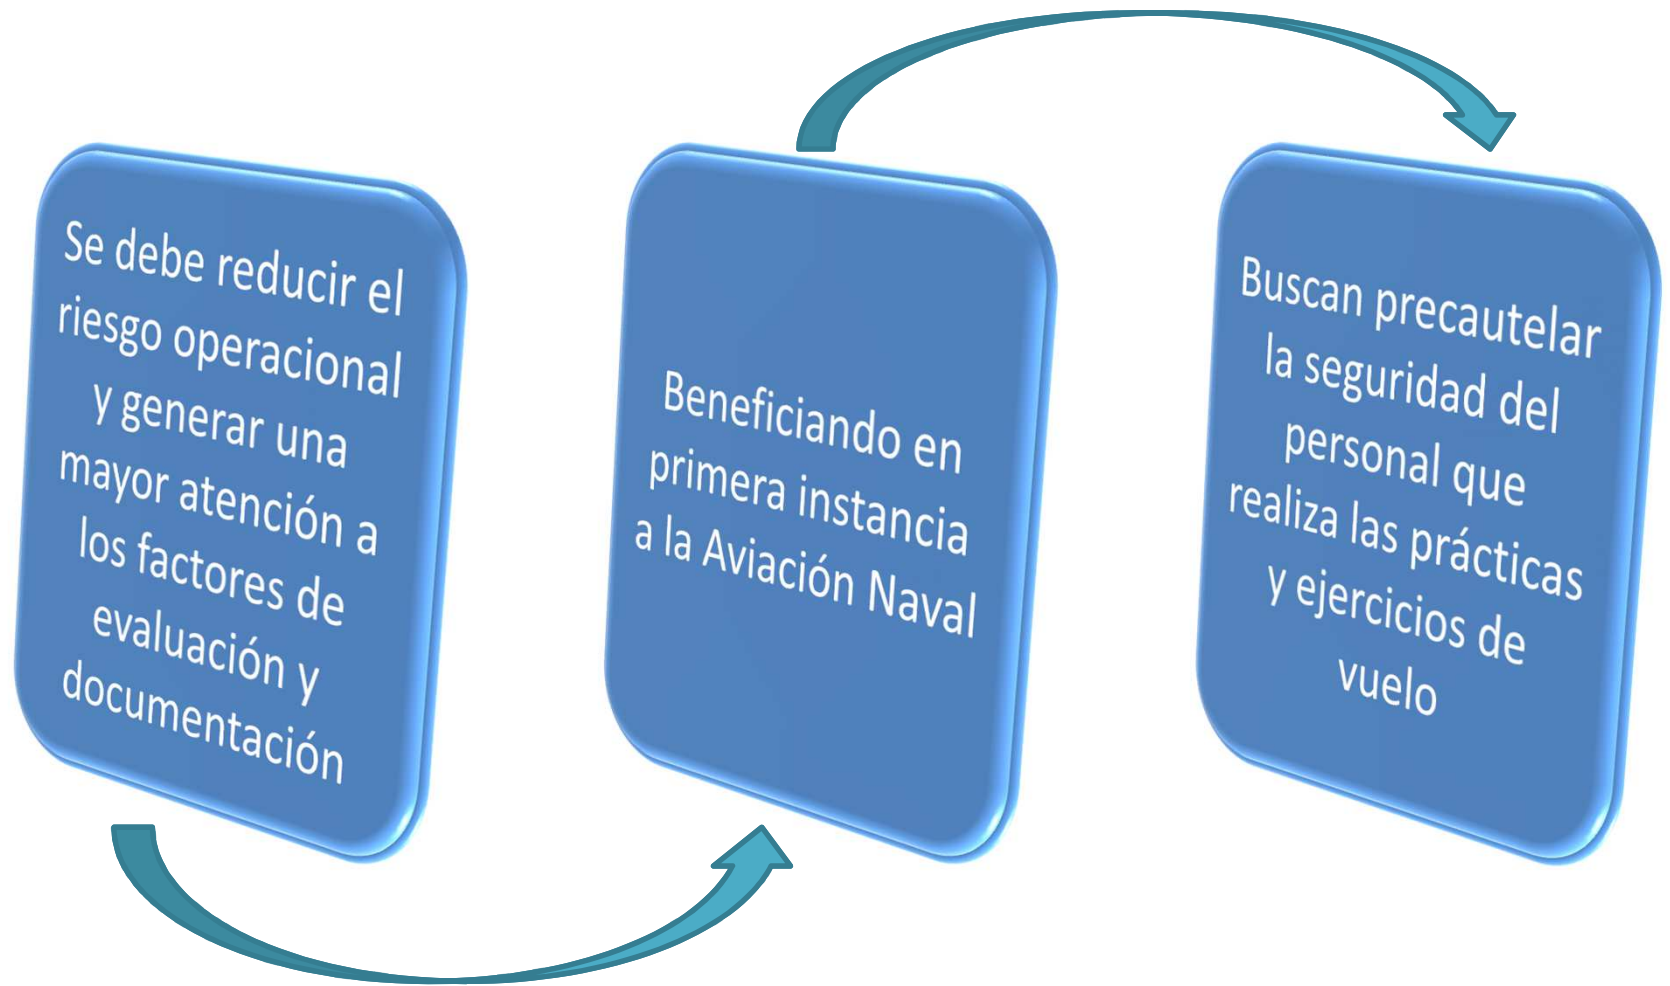 Se debe reducir el
riesgo operacional
y generar una
mayor atención a
los factores de
evaluación y
documentación
Beneficiando en
primera instancia
a la Aviación Naval
Buscan precautelar
la seguridad del
personal que
realiza las prácticas
y ejercicios de
vuelo